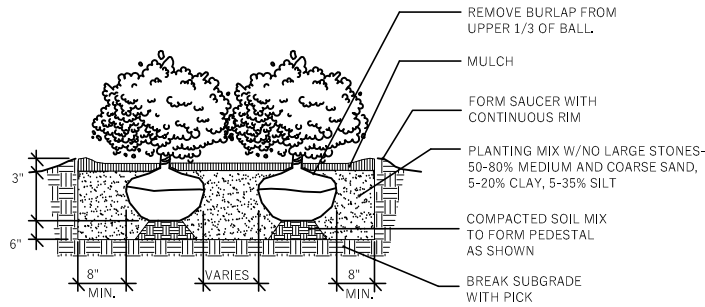 REMOVE BURLAP FROM
UPPER 1/3 OF BALL.
MULCH
FORM SAUCER WITH
CONTINUOUS RIM
PLANTING MIX W/NO LARGE STONES-
50-80% MEDIUM AND COARSE SAND,
5-20% CLAY, 5-35% SILT
COMPACTED SOIL MIX
TO FORM PEDESTAL
AS SHOWN
BREAK SUBGRADE
WITH PICK
3"
6"
8"
MIN.
VARIES
8"
MIN.